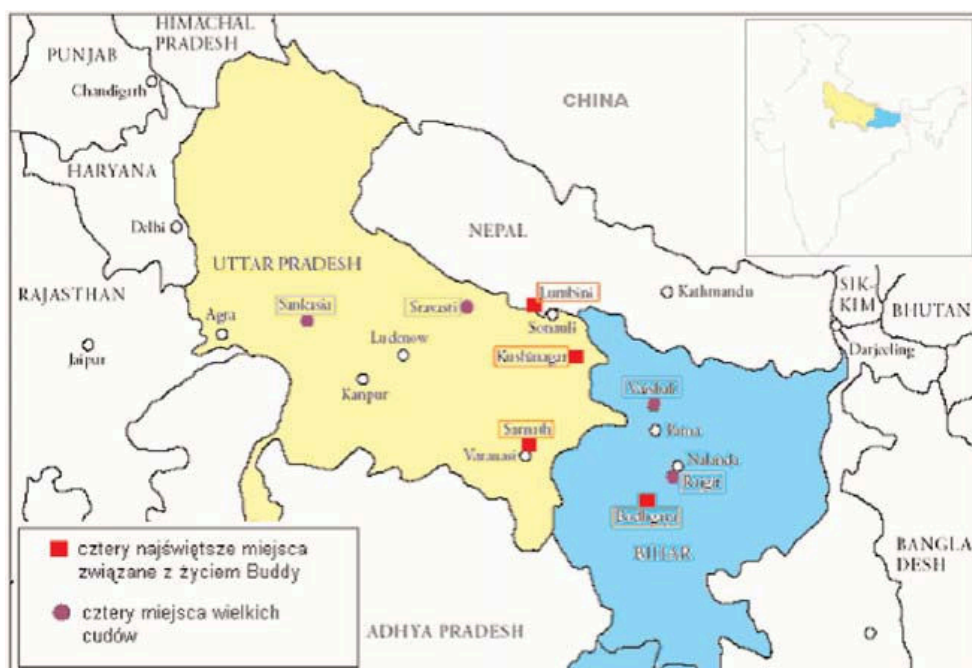 HIMACHAL
PRADESH
PUNJAB
Chandigarh
CHINA
HARYANA
Delhi
NEPAL
UTTAR PRADESH
RAJASTHAN
Sankasia
Sravasti
Lumbini
Kathmandu
SIK-
KIM
BHUTAN
Agra
Sonauli
Jaipur
Kushinagar
Darjeeling
Kanpur
Vaishali
Sarnath
Patna
Varanasi
Nalanda
Rajgir
Bodhgaya
BIHAR
BANGLA
DESH
cztery najświętsze miejsca
związane z życiem Buddy
cztery miejsca wielkich
cudów
ADHYA PRADESH